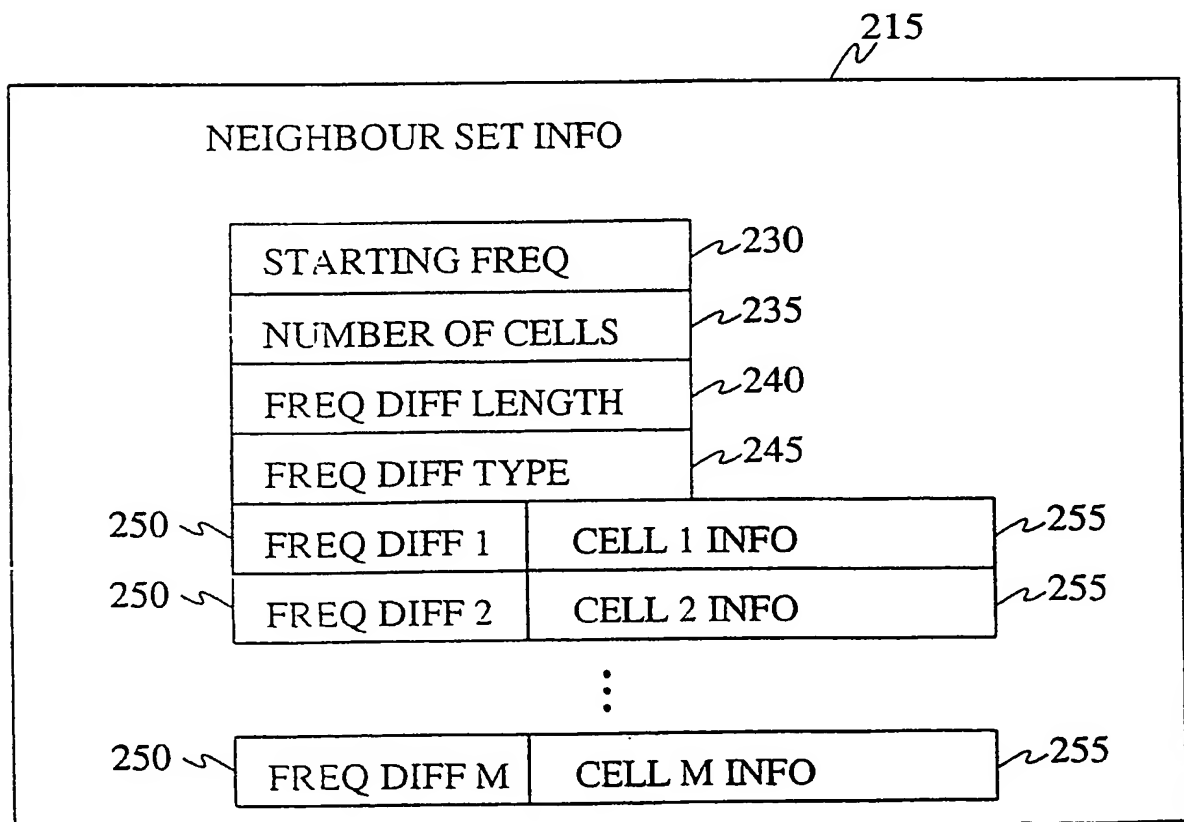 215
NEIGHBOUR SET INFO
STARTING FREQ 230
NUMBER OF CELLS 235
FREQ DIFF LENGTH 240
FREQ DIFF TYPE 245
250 FREQ DIFF 1 CELL 1 INFO 255
250 FREQ DIFF 2 CELL 2 INFO 255
250 FREQ DIFF M CELL M INFO 255